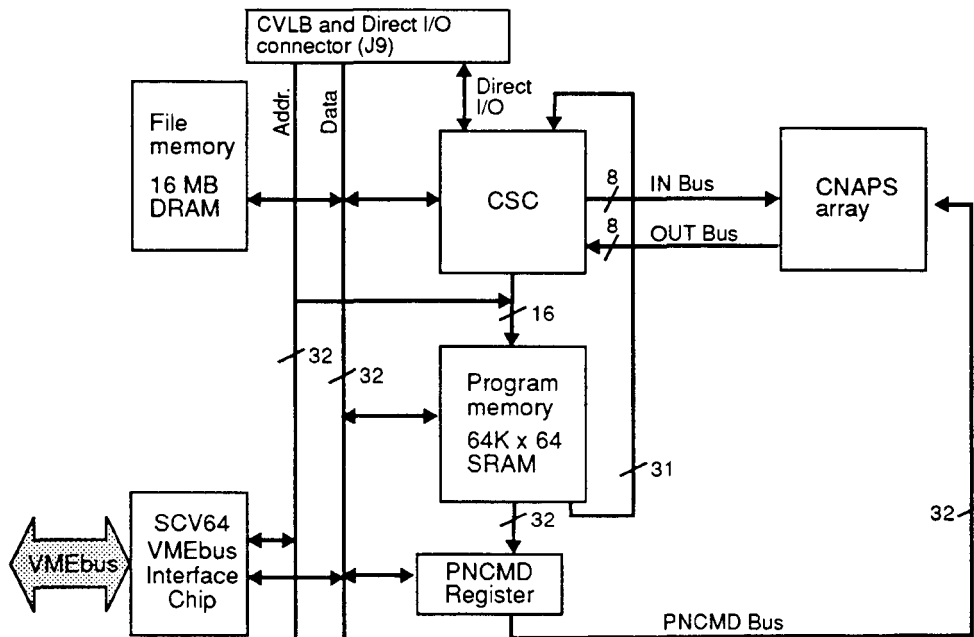 CVLB and Direct I/O
connector (J9)
Addr.
Data
Direct
I/O
File
memory
16 MB
DRAM
CSC
8
IN Bus
8
OUT Bus
CNAPS
array
16
32
32
Program
memory
64K x 64
SRAM
31
32
32
VMEbus
SCV64
VMEbus
Interface
Chip
PNCMD
Register
PNCMD Bus